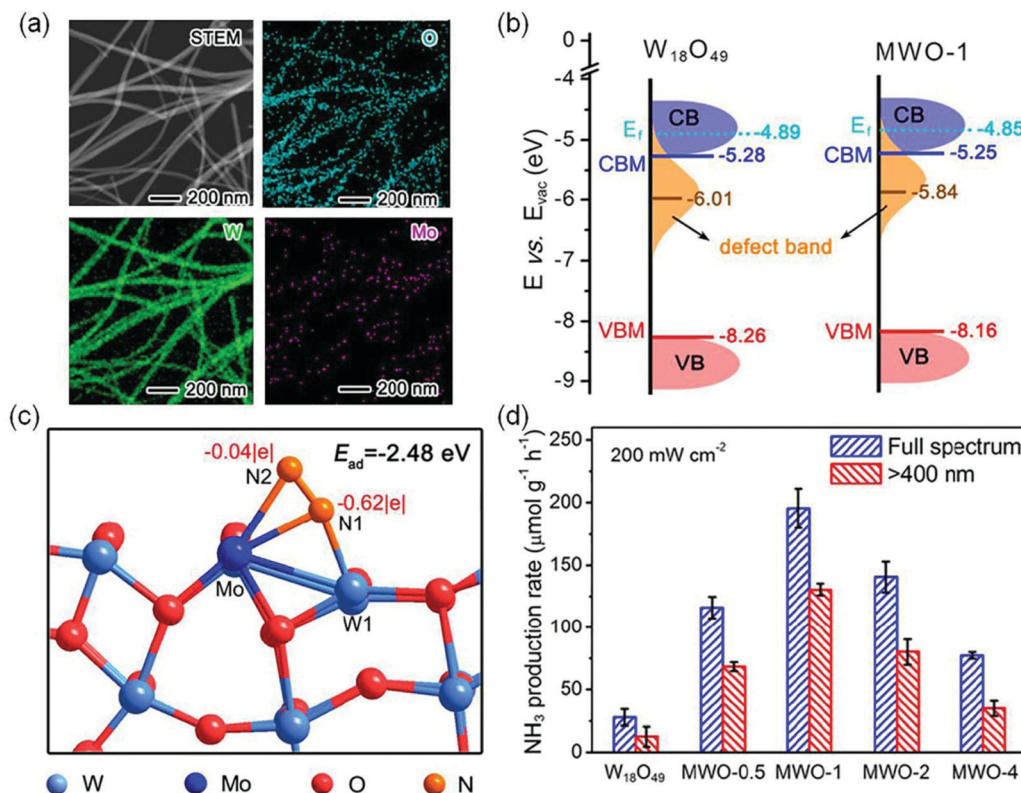 (a)
STEM
200 nm
O
200 nm
W
200 nm
Mo
200 nm
(b)
W₁₈O₄₉
MWO-1
E vs. Evac (eV)
0
-4
-5
-6
-7
-8
-9
CB
Ef
-4.89
CBM
-5.28
-6.01
defect band
VBM
-8.26
VB
CB
Ef
-4.85
CBM
-5.25
-5.84
VBM
-8.16
VB
(c)
Ead=-2.48 eV
-0.04|e|
N2
-0.62|e|
N1
Mo
W1
W
Mo
O
N
(d)
200 mW cm⁻²
Full spectrum
>400 nm
NH₃ production rate (μmol g⁻¹ h⁻¹)
250
200
150
100
50
0
W₁₈O₄₉
MWO-0.5
MWO-1
MWO-2
MWO-4